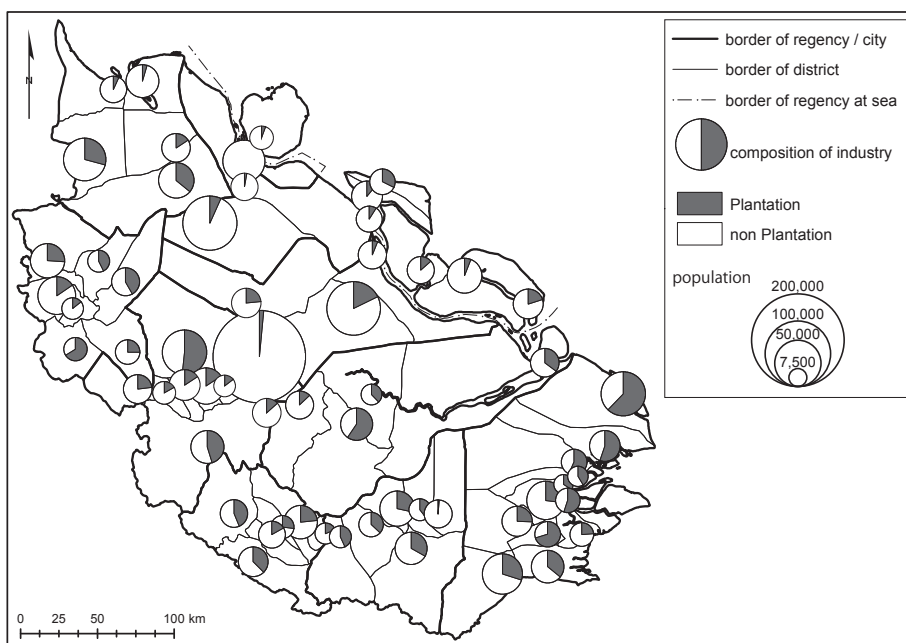 N
border of regency / city
border of district
border of regency at sea
composition of industry
Plantation
non Plantation
population
200,000
100,000
50,000
7,500
0 25 50 100 km